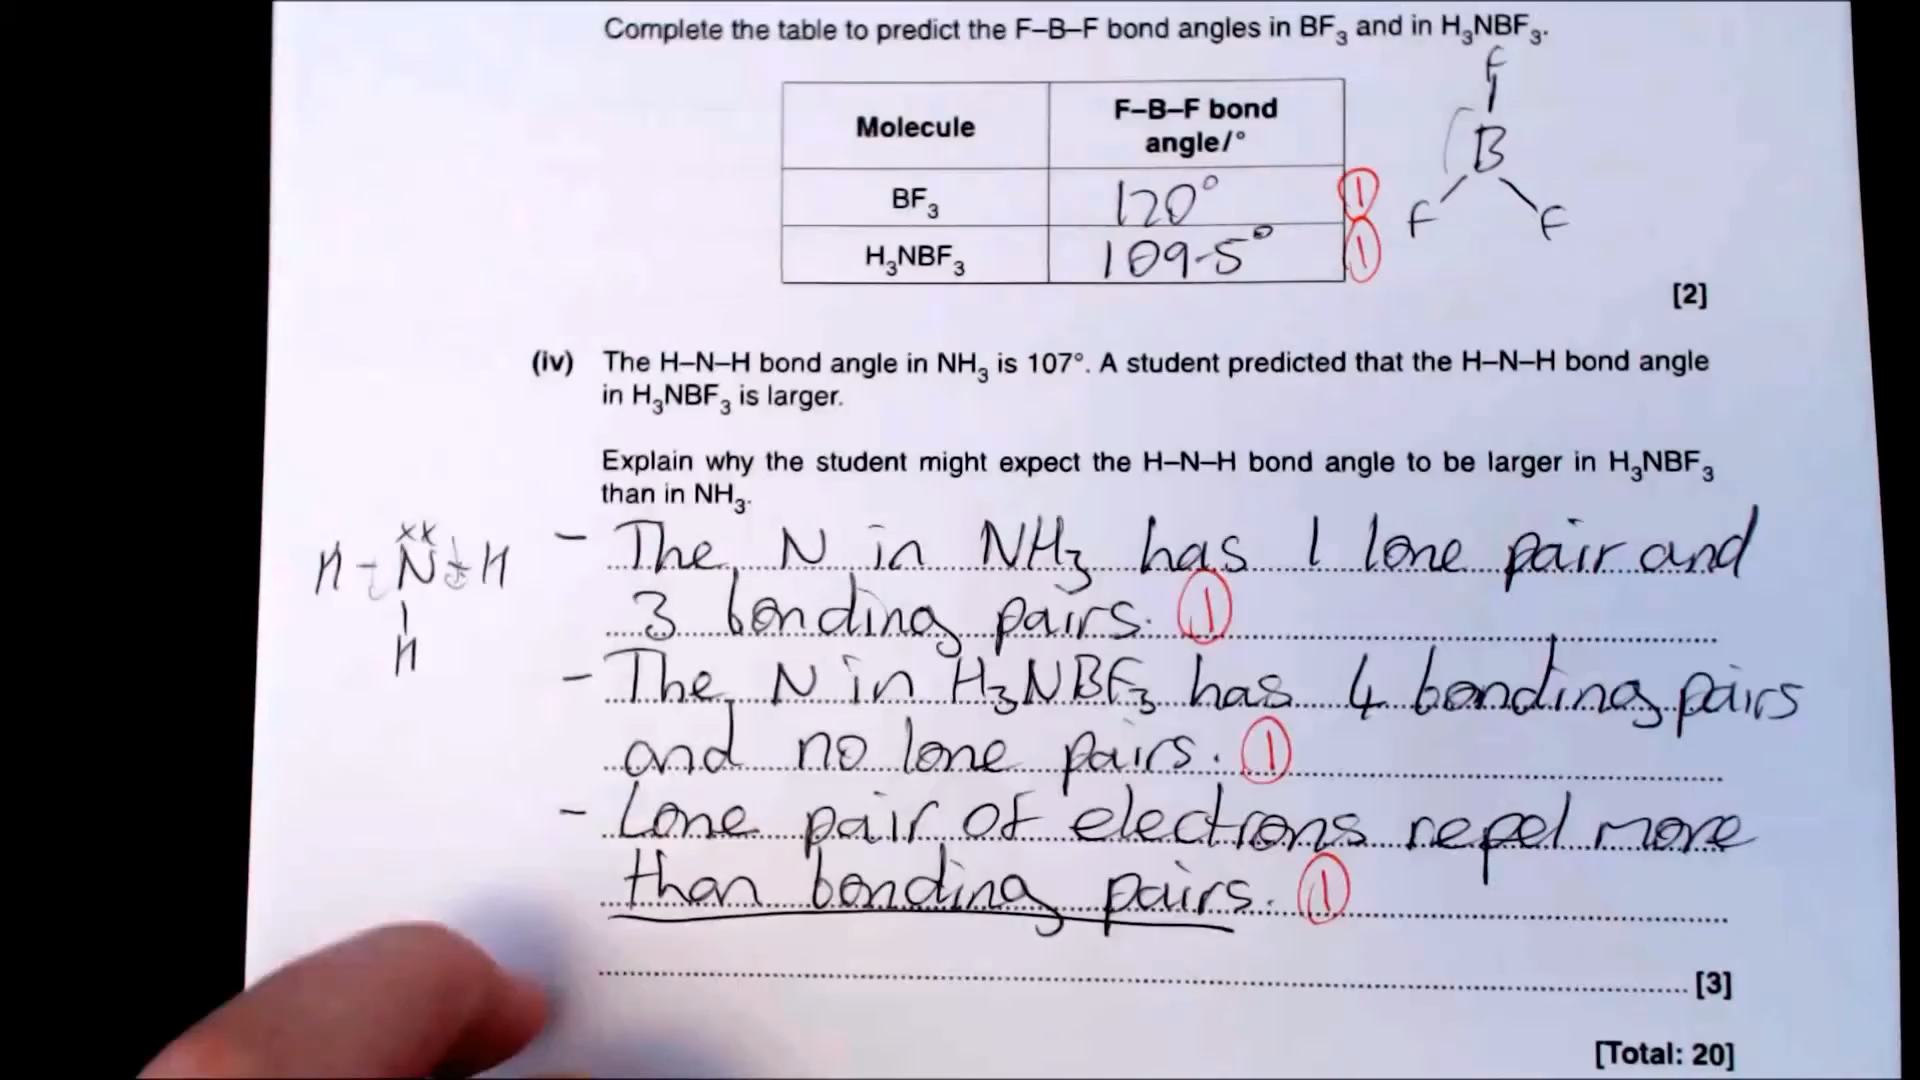 Complete the table to predict the F–B–F bond angles in BF₃ and in H₃NBF₃.
Molecule
F–B–F bond
angle/°
BF₃
120°
1
H₃NBF₃
109.5°
1
F
B
F F
[2]
(iv) The H–N–H bond angle in NH₃ is 107°. A student predicted that the H–N–H bond angle
in H₃NBF₃ is larger.
Explain why the student might expect the H–N–H bond angle to be larger in H₃NBF₃
than in NH₃.
xx
H N H
H
- The N in NH₃ has 1 lone pair and
3 bonding pairs. 1
- The N in H₃NBF₃ has 4 bonding pairs
and no lone pairs. 1
- Lone pair of electrons repel more
than bonding pairs. 1
[3]
[Total: 20]